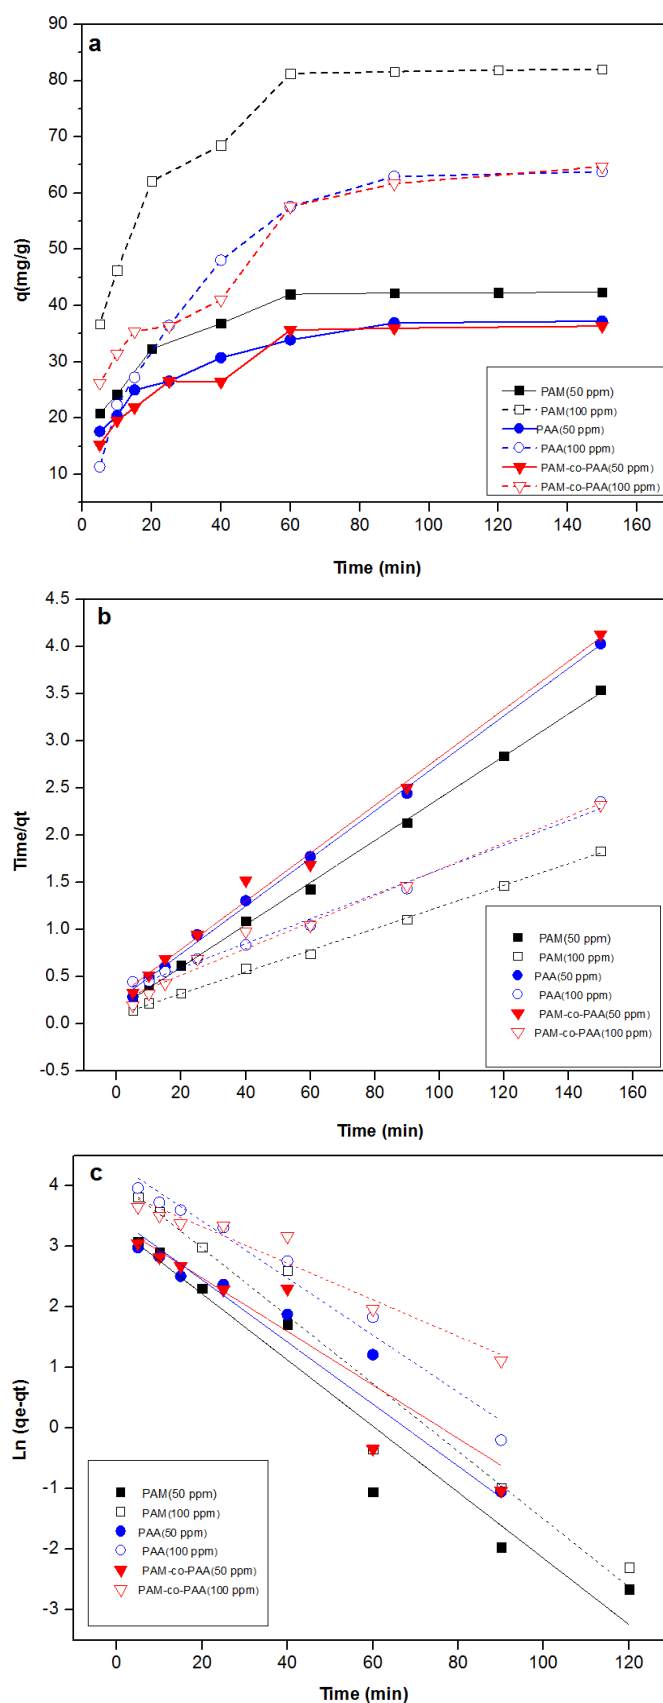 a
90
80
70
60
50
40
30
20
10
q(mg/g)
PAM(50 ppm)
PAM(100 ppm)
PAA(50 ppm)
PAA(100 ppm)
PAM-co-PAA(50 ppm)
PAM-co-PAA(100 ppm)
0 20 40 60 80 100 120 140 160
Time (min)
b
4.5
4.0
3.5
3.0
2.5
2.0
1.5
1.0
0.5
0.0
-0.5
Time/qt
PAM(50 ppm)
PAM(100 ppm)
PAA(50 ppm)
PAA(100 ppm)
PAM-co-PAA(50 ppm)
PAM-co-PAA(100 ppm)
0 20 40 60 80 100 120 140 160
Time (min)
c
4
3
2
1
0
-1
-2
-3
Ln (qe-qt)
PAM(50 ppm)
PAM(100 ppm)
PAA(50 ppm)
PAA(100 ppm)
PAM-co-PAA(50 ppm)
PAM-co-PAA(100 ppm)
0 20 40 60 80 100 120
Time (min)